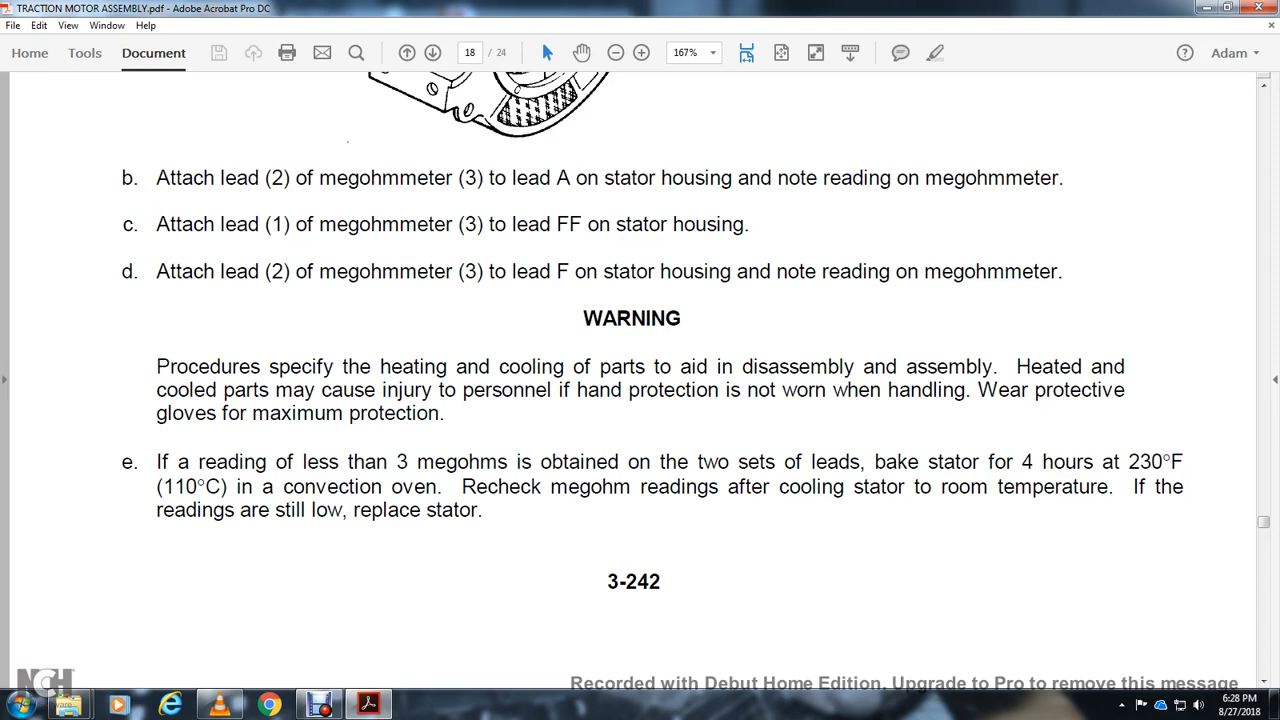 TRACTION MOTOR ASSEMBLY.pdf - Adobe Acrobat Pro DC
File Edit View Window Help
Home Tools Document 18 / 24 167% Adam
b. Attach lead (2) of megohmmeter (3) to lead A on stator housing and note reading on megohmmeter.
c. Attach lead (1) of megohmmeter (3) to lead FF on stator housing.
d. Attach lead (2) of megohmmeter (3) to lead F on stator housing and note reading on megohmmeter.
WARNING
Procedures specify the heating and cooling of parts to aid in disassembly and assembly. Heated and
cooled parts may cause injury to personnel if hand protection is not worn when handling. Wear protective
gloves for maximum protection.
e. If a reading of less than 3 megohms is obtained on the two sets of leads, bake stator for 4 hours at 230°F
(110°C) in a convection oven. Recheck megohm readings after cooling stator to room temperature. If the
readings are still low, replace stator.
3-242
NCH
Recorded with Debut Home Edition. Upgrade to Pro to remove this message
6:28 PM
8/27/2018